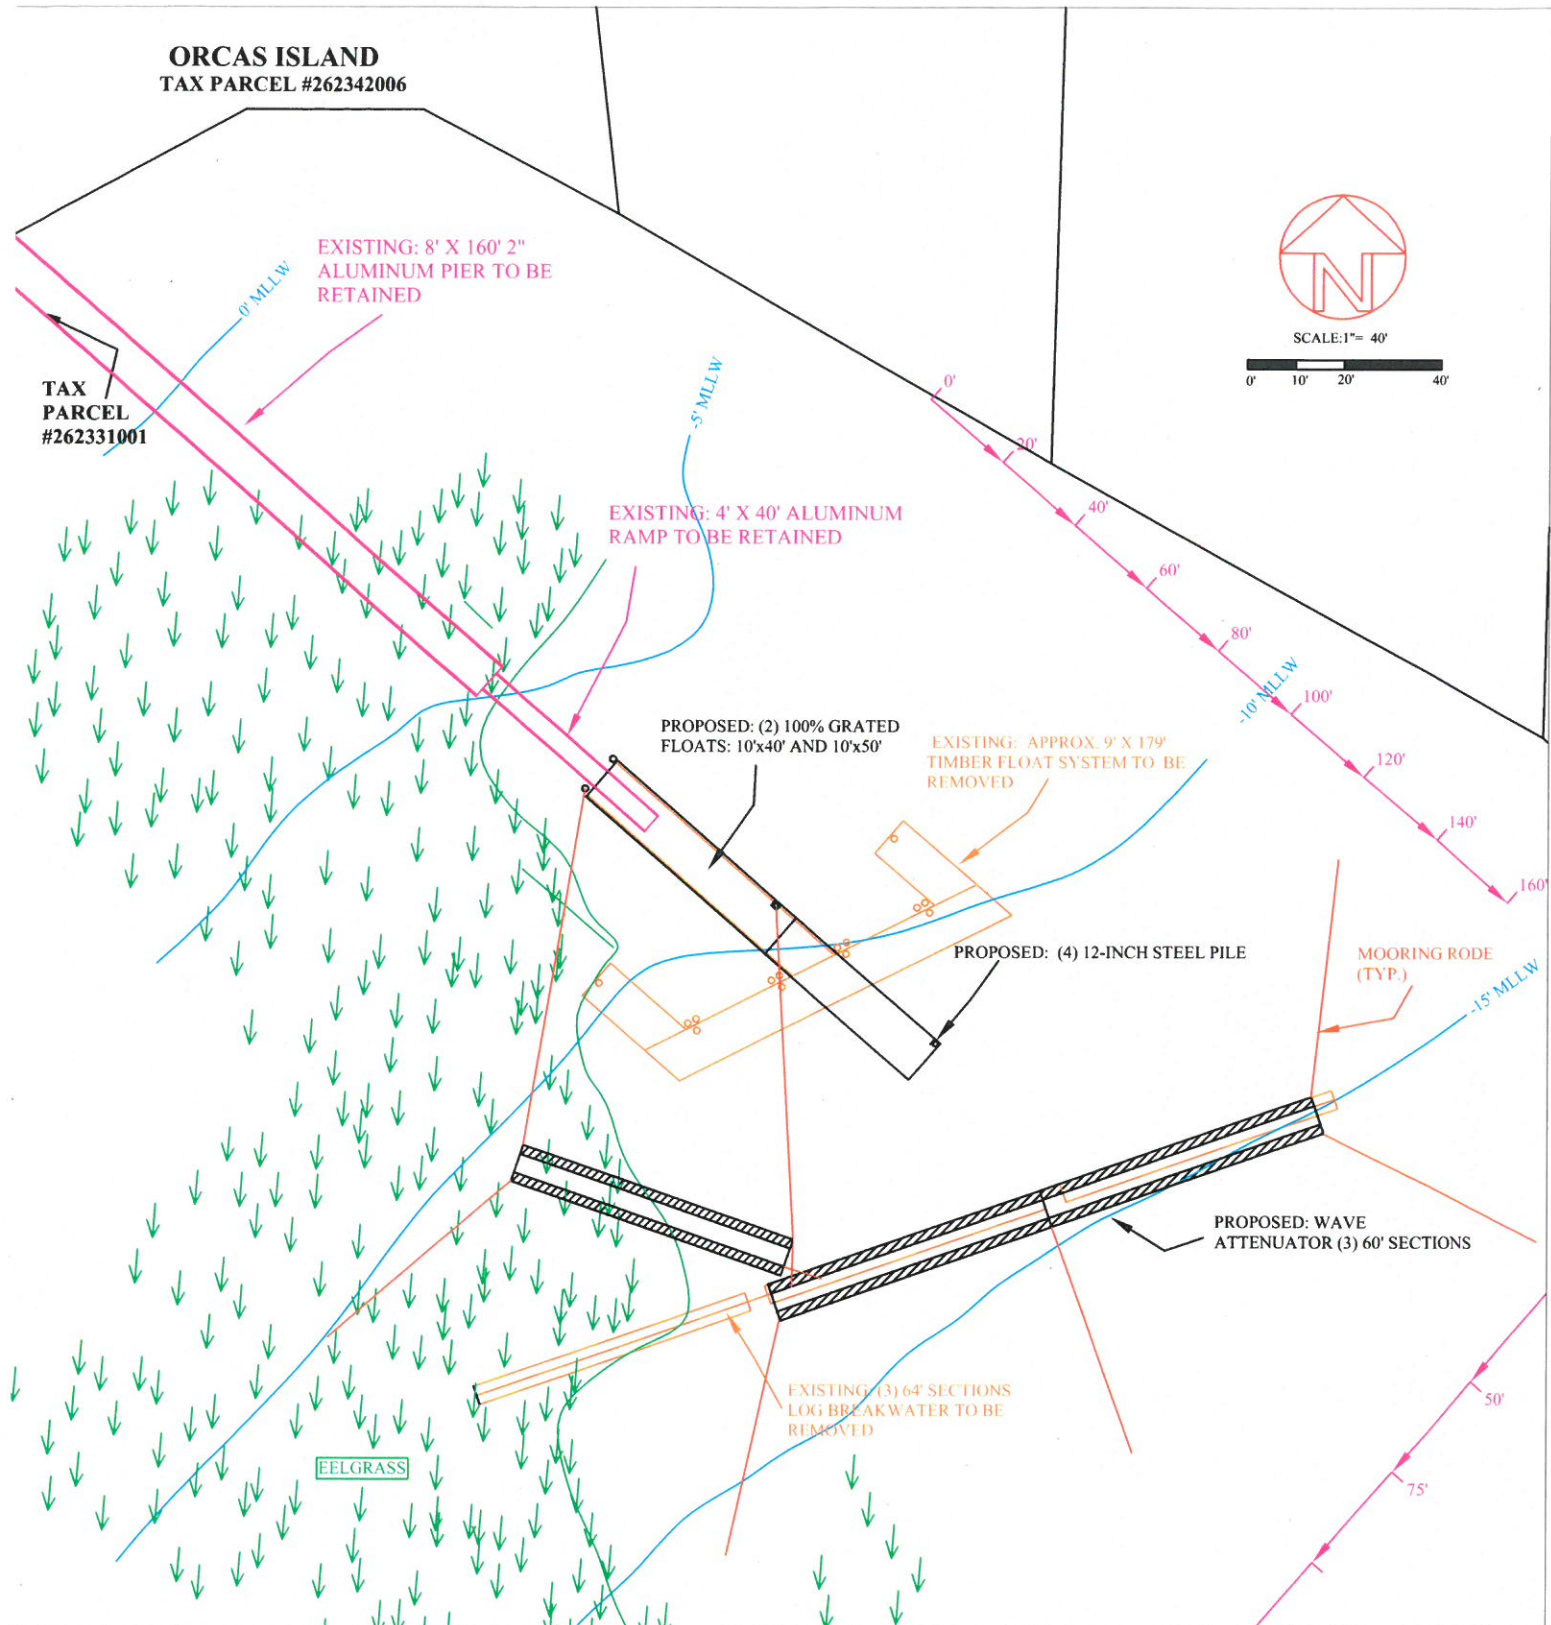 ORCAS ISLAND
TAX PARCEL #262342006
EXISTING: 8' X 160' 2"
ALUMINUM PIER TO BE
RETAINED
0' MLLW
N
SCALE:1"= 40'
0' 10' 20' 40'
TAX
PARCEL
#262331001
-5' MLLW
0'
20'
40'
60'
80'
100'
120'
140'
160'
EXISTING: 4' X 40' ALUMINUM
RAMP TO BE RETAINED
-10' MLLW
PROPOSED: (2) 100% GRATED
FLOATS: 10'x40' AND 10'x50'
EXISTING: APPROX. 9' X 179'
TIMBER FLOAT SYSTEM TO BE
REMOVED
PROPOSED: (4) 12-INCH STEEL PILE
MOORING RODE
(TYP.)
-15' MLLW
PROPOSED: WAVE
ATTENUATOR (3) 60' SECTIONS
EXISTING: (3) 64' SECTIONS
LOG BREAKWATER TO BE
REMOVED
50'
75'
EELGRASS